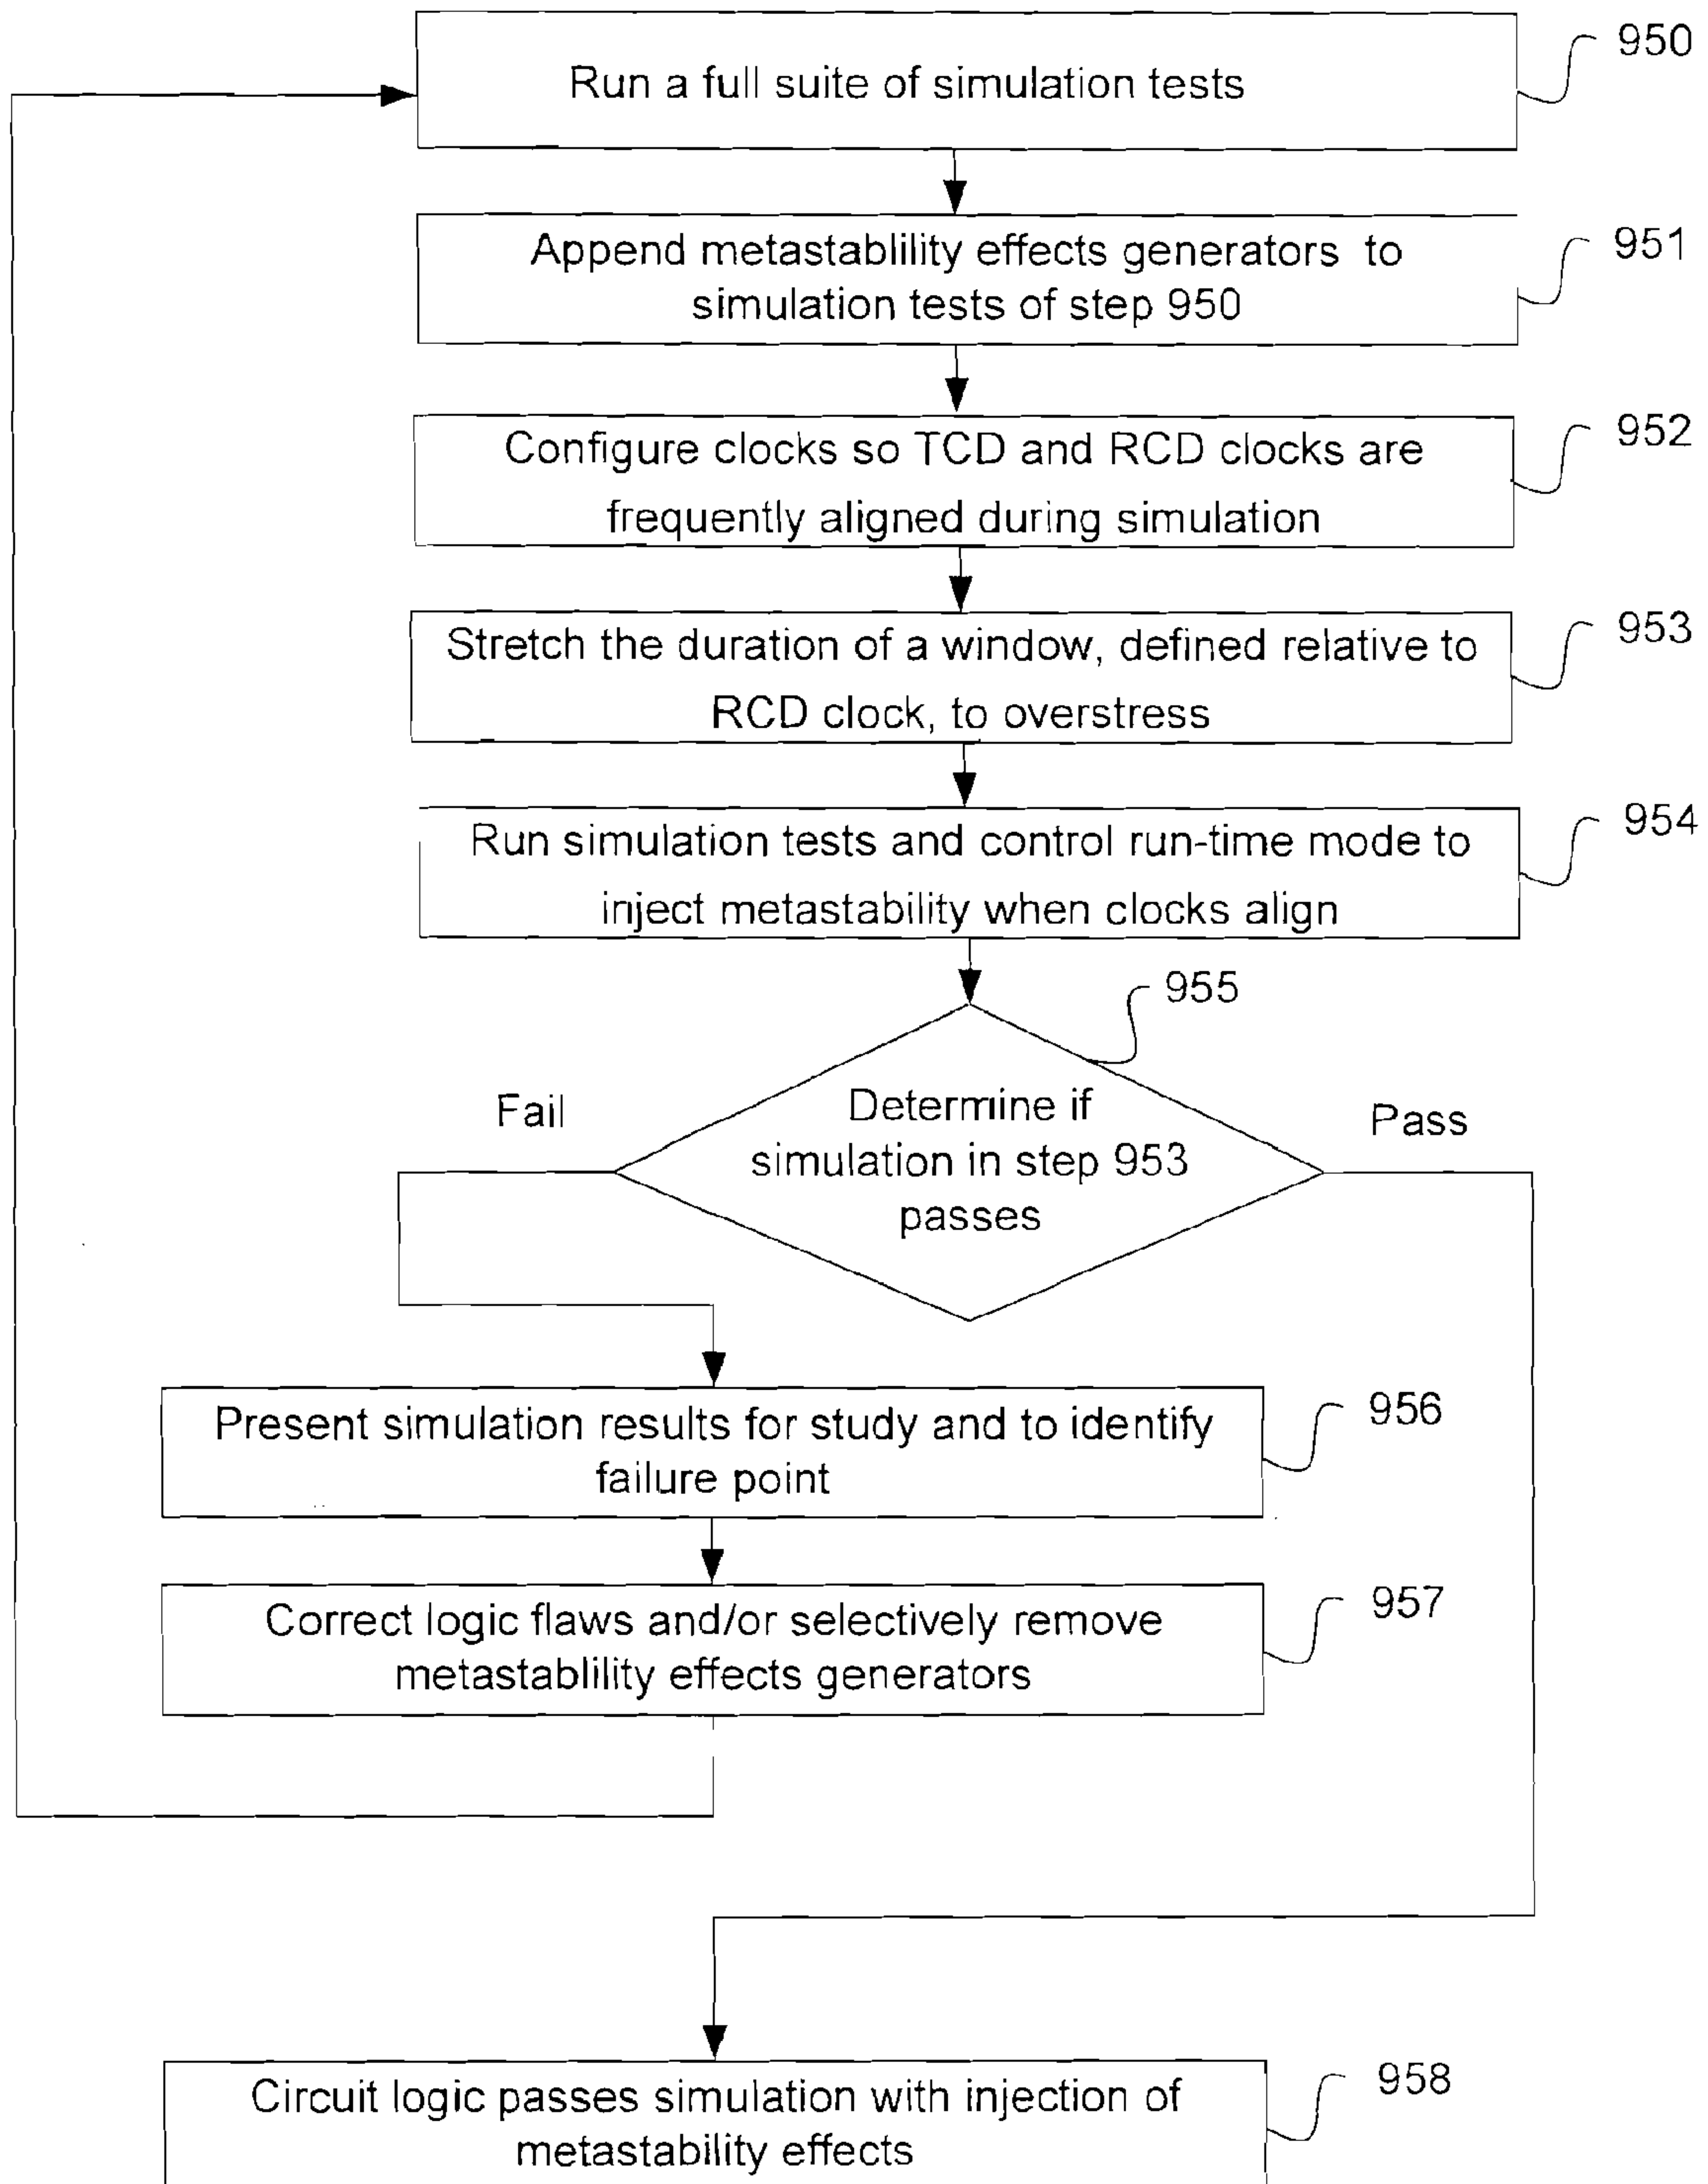 Run a full suite of simulation tests
950
Append metastablility effects generators to
simulation tests of step 950
951
Configure clocks so TCD and RCD clocks are
frequently aligned during simulation
952
Stretch the duration of a window, defined relative to
RCD clock, to overstress
953
Run simulation tests and control run-time mode to
inject metastability when clocks align
954
955
Fail
Determine if
simulation in step 953
passes
Pass
Present simulation results for study and to identify
failure point
956
Correct logic flaws and/or selectively remove
metastablility effects generators
957
Circuit logic passes simulation with injection of
metastability effects
958